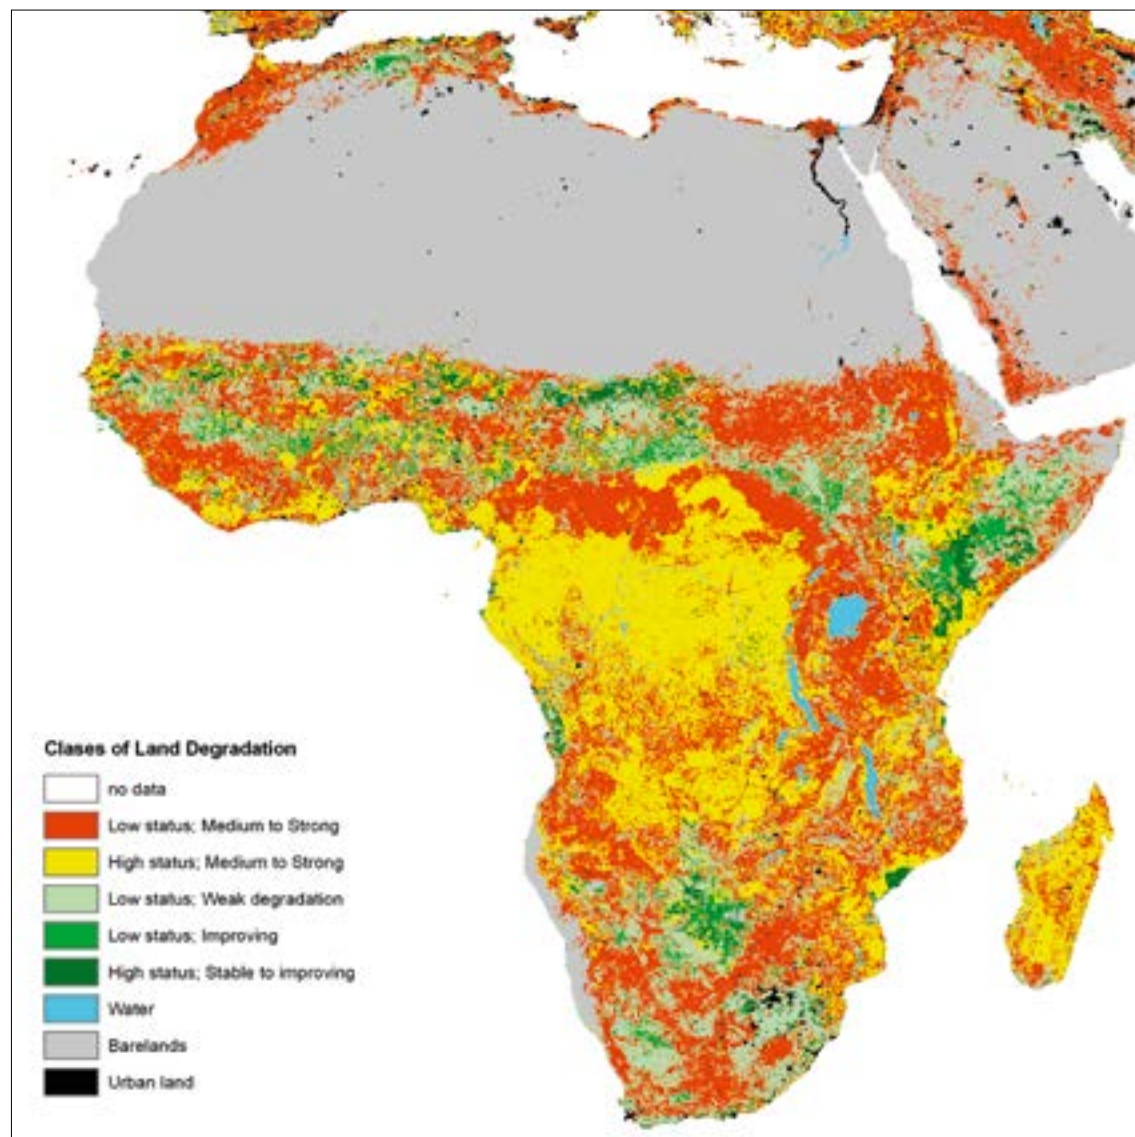 Clases of Land Degradation
no data
Low status; Medium to Strong
High status; Medium to Strong
Low status; Weak degradation
Low status; Improving
High status; Stable to improving
Water
Barelands
Urban land